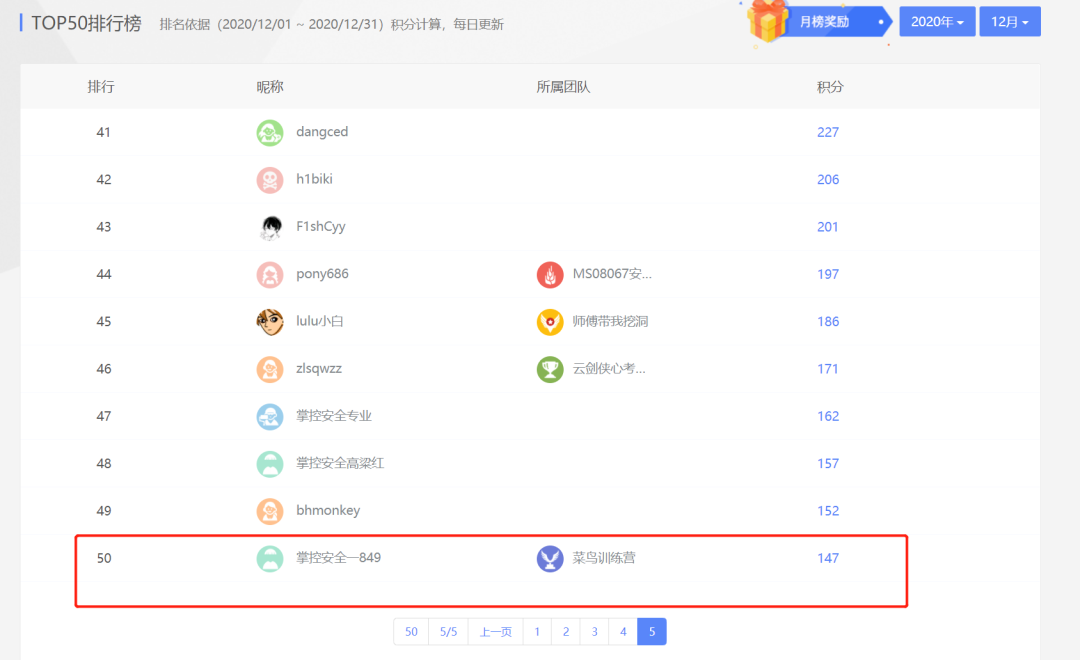 TOP50排行榜 排名依据（2020/12/01 ~ 2020/12/31）积分计算，每日更新 月榜奖励 2020年 12月
排行 昵称 所属团队 积分
41 dangced 227
42 h1biki 206
43 F1shCyy 201
44 pony686 MS08067安... 197
45 lulu小白 师傅带我挖洞 186
46 zlsqwzz 云剑侠心考... 171
47 掌控安全专业 162
48 掌控安全高梁红 157
49 bhmonkey 152
50 掌控安全—849 菜鸟训练营 147
50 5/5 上一页 1 2 3 4 5